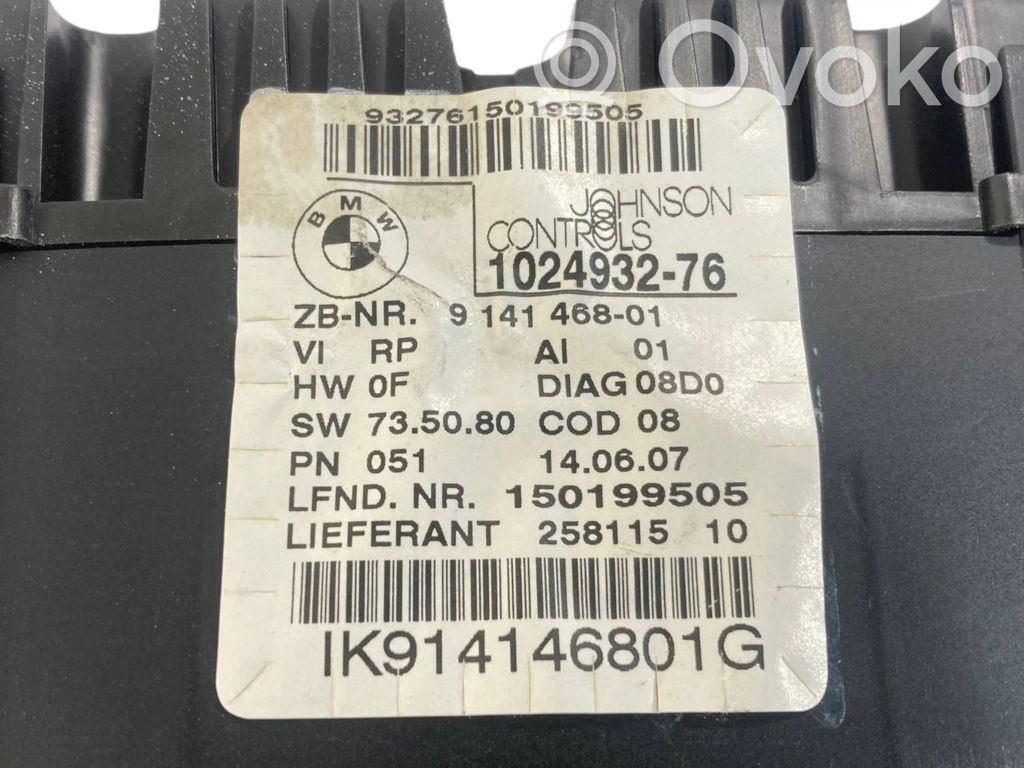 Ovoko
93276150199505
BMW
JOHNSON
CONTROLS
1024932-76
ZB-NR. 9 141 468-01
VI RP AI 01
HW 0F DIAG 08D0
SW 73.50.80 COD 08
PN 051 14.06.07
LFND. NR. 150199505
LIEFERANT 258115 10
IK914146801G